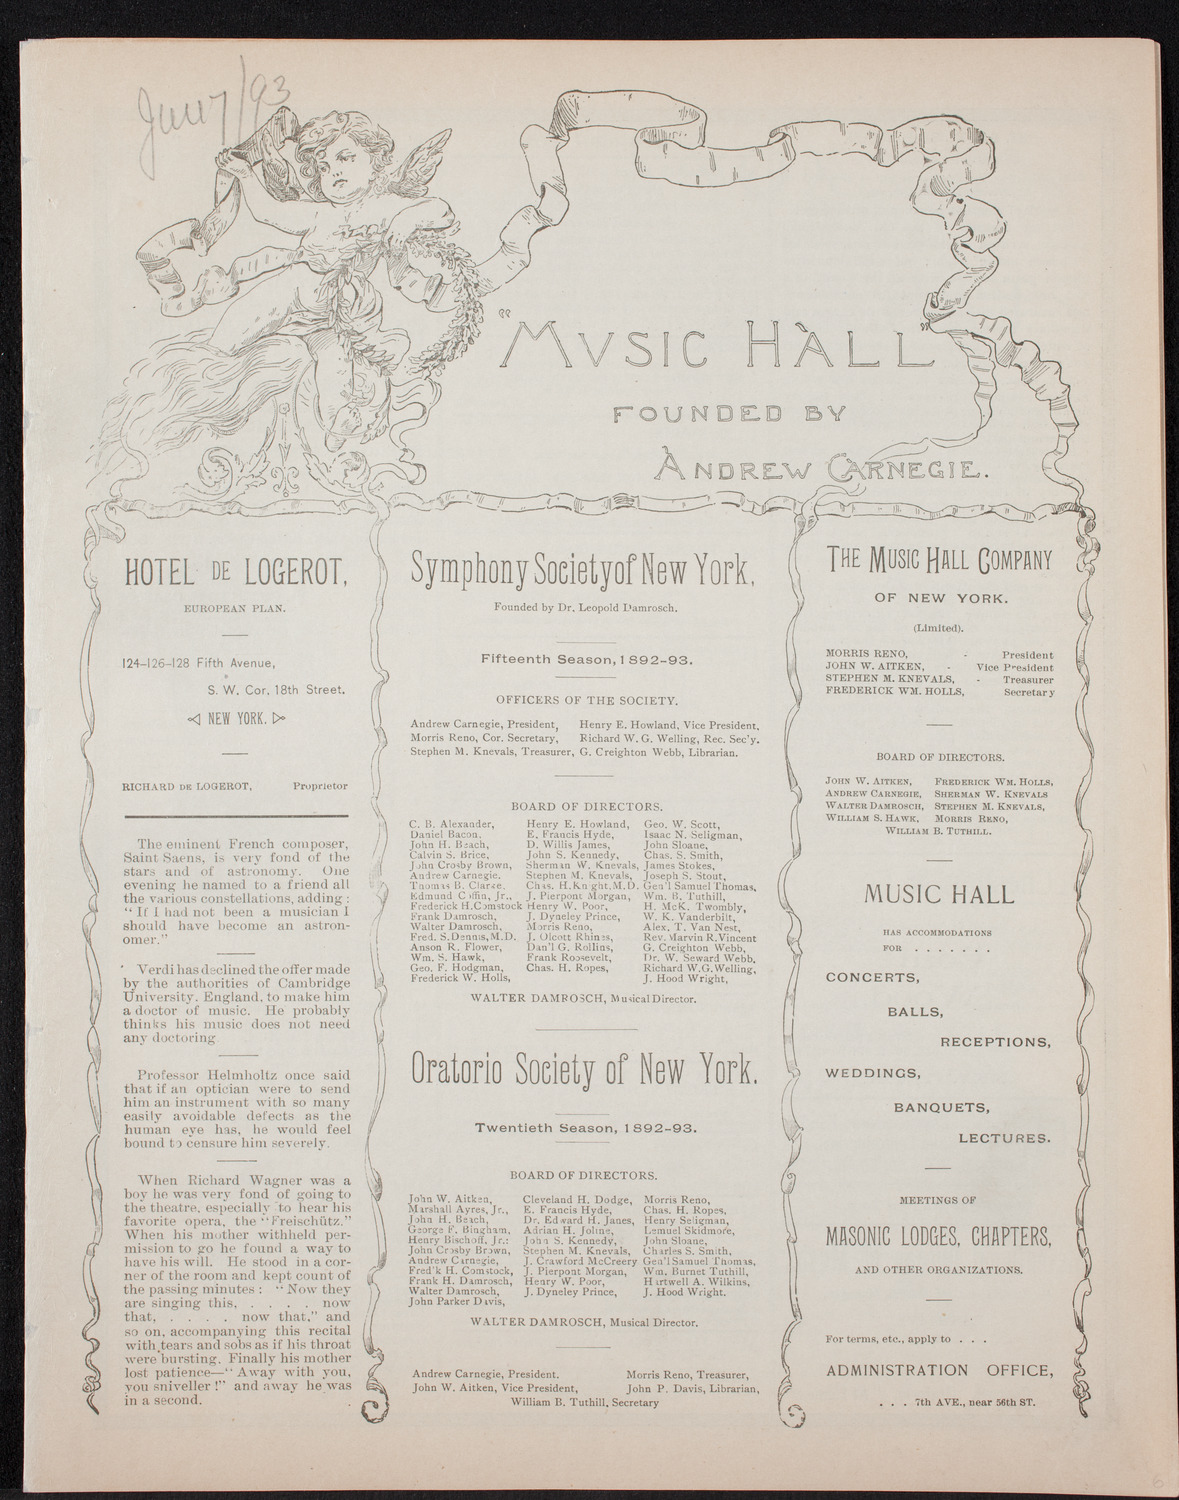 "MVSIC HALL"
FOUNDED BY
ANDREW CARNEGIE.
HOTEL DE LOGEROT,
EUROPEAN PLAN.
124-126-128 Fifth Avenue,
S. W. Cor. 18th Street.
NEW YORK.
RICHARD DE LOGEROT, Proprietor
The eminent French composer,
Saint Saens, is very fond of the
stars and of astronomy. One
evening he named to a friend all
the various constellations, adding:
"If I had not been a musician I
should have become an astron-
omer."
Verdi has declined the offer made
by the authorities of Cambridge
University, England, to make him
a doctor of music. He probably
thinks his music does not need
any doctoring
Professor Helmholtz once said
that if an optician were to send
him an instrument with so many
easily avoidable defects as the
human eye has, he would feel
bound to censure him severely.
When Richard Wagner was a
boy he was very fond of going to
the theatre, especially to hear his
favorite opera, the "Freischütz."
When his mother withheld per-
mission to go he found a way to
have his will. He stood in a cor-
ner of the room and kept count of
the passing minutes: "Now they
are singing this, . . . . now
that, . . . . now that," and
so on, accompanying this recital
with tears and sobs as if his throat
were bursting. Finally his mother
lost patience—"Away with you,
you sniveller!" and away he was
in a second.
Symphony Society of New York,
Founded by Dr. Leopold Damrosch.
Fifteenth Season, 1892-93.
OFFICERS OF THE SOCIETY.
Andrew Carnegie, President, Henry E. Howland, Vice President,
Morris Reno, Cor. Secretary, Richard W. G. Welling, Rec. Sec'y.
Stephen M. Knevals, Treasurer, G. Creighton Webb, Librarian.
BOARD OF DIRECTORS.
C. B. Alexander, Henry E. Howland, Geo. W. Scott,
Daniel Bacon, E. Francis Hyde, Isaac N. Seligman,
John H. Beach, D. Willis James, John Sloane,
Calvin S. Brice, John S. Kennedy, Chas. S. Smith,
John Crosby Brown, Sherman W. Knevals, James Stokes,
Andrew Carnegie. Stephen M. Knevals, Joseph S. Stout,
Thomas B. Clarke, Chas. H. Knight, M.D. Gen'l Samuel Thomas,
Edmund Coffin, Jr., J. Pierpont Morgan, Wm. B. Tuthill,
Frederick H. Comstock Henry W. Poor, H. McK. Twombly,
Frank Damrosch, J. Dyneley Prince, W. K. Vanderbilt,
Walter Damrosch, Morris Reno, Alex. T. Van Nest,
Fred. S. Dennis, M.D. J. Olcott Rhines, Rev. Marvin R. Vincent
Anson R. Flower, Dan'l G. Rollins, G. Creighton Webb,
Wm. S. Hawk, Frank Roosevelt, Dr. W. Seward Webb,
Geo. F. Hodgman, Chas. H. Ropes, Richard W.G. Welling,
Frederick W. Holls, J. Hood Wright,
WALTER DAMROSCH, Musical Director.
Oratorio Society of New York.
Twentieth Season, 1892-93.
BOARD OF DIRECTORS.
John W. Aitken, Cleveland H. Dodge, Morris Reno,
Marshall Ayres, Jr., E. Francis Hyde, Chas. H. Ropes,
John H. Beach, Dr. Edward H. Janes, Henry Seligman,
George F. Bingham, Adrian H. Joline, Lemuel Skidmore,
Henry Bischoff, Jr.: John S. Kennedy, John Sloane,
John Crosby Brown, Stephen M. Knevals, Charles S. Smith,
Andrew Carnegie, J. Crawford McCreery Gen'l Samuel Thomas,
Fred'k H. Comstock, J. Pierpont Morgan, Wm. Burnet Tuthill,
Frank H. Damrosch, Henry W. Poor, Hartwell A. Wilkins,
Walter Damrosch, J. Dyneley Prince, J. Hood Wright.
John Parker Davis,
WALTER DAMROSCH, Musical Director.
Andrew Carnegie, President. Morris Reno, Treasurer,
John W. Aitken, Vice President, John P. Davis, Librarian,
William B. Tuthill, Secretary
THE MUSIC HALL COMPANY
OF NEW YORK.
(Limited).
MORRIS RENO, - President
JOHN W. AITKEN, - Vice President
STEPHEN M. KNEVALS, - Treasurer
FREDERICK WM. HOLLS, Secretary
BOARD OF DIRECTORS.
JOHN W. AITKEN, FREDERICK WM. HOLLS,
ANDREW CARNEGIE, SHERMAN W. KNEVALS
WALTER DAMROSCH, STEPHEN M. KNEVALS,
WILLIAM S. HAWK, MORRIS RENO,
WILLIAM B. TUTHILL.
MUSIC HALL
HAS ACCOMMODATIONS
FOR . . . . . . .
CONCERTS,
BALLS,
RECEPTIONS,
WEDDINGS,
BANQUETS,
LECTURES.
MEETINGS OF
MASONIC LODGES, CHAPTERS,
AND OTHER ORGANIZATIONS.
For terms, etc., apply to . . .
ADMINISTRATION OFFICE,
. . . 7th AVE., near 56th ST.